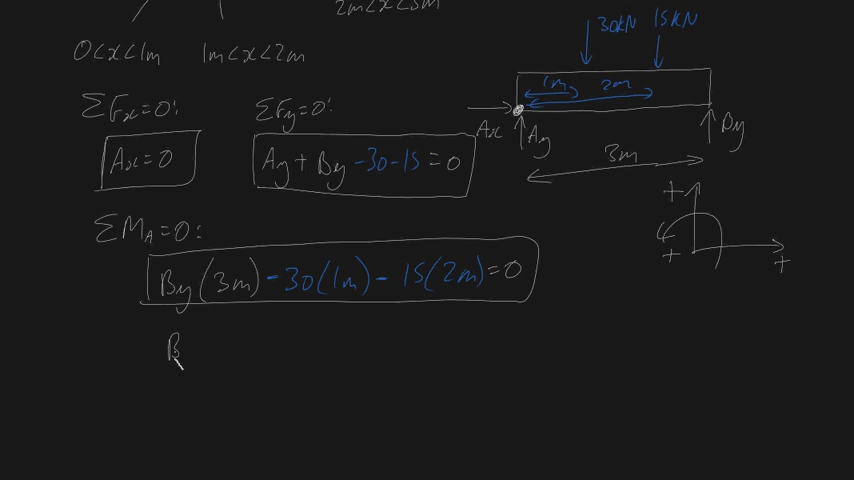 2m<x<3m
0<x<1m 1m<x<2m
30kN 15kN
1m 2m
Ax Ay By
3m
ΣFx=0: ΣFy=0:
Ax=0 Ay+By-30-15=0
ΣMA=0:
By(3m)-30(1m)-15(2m)=0
+
+ +
B